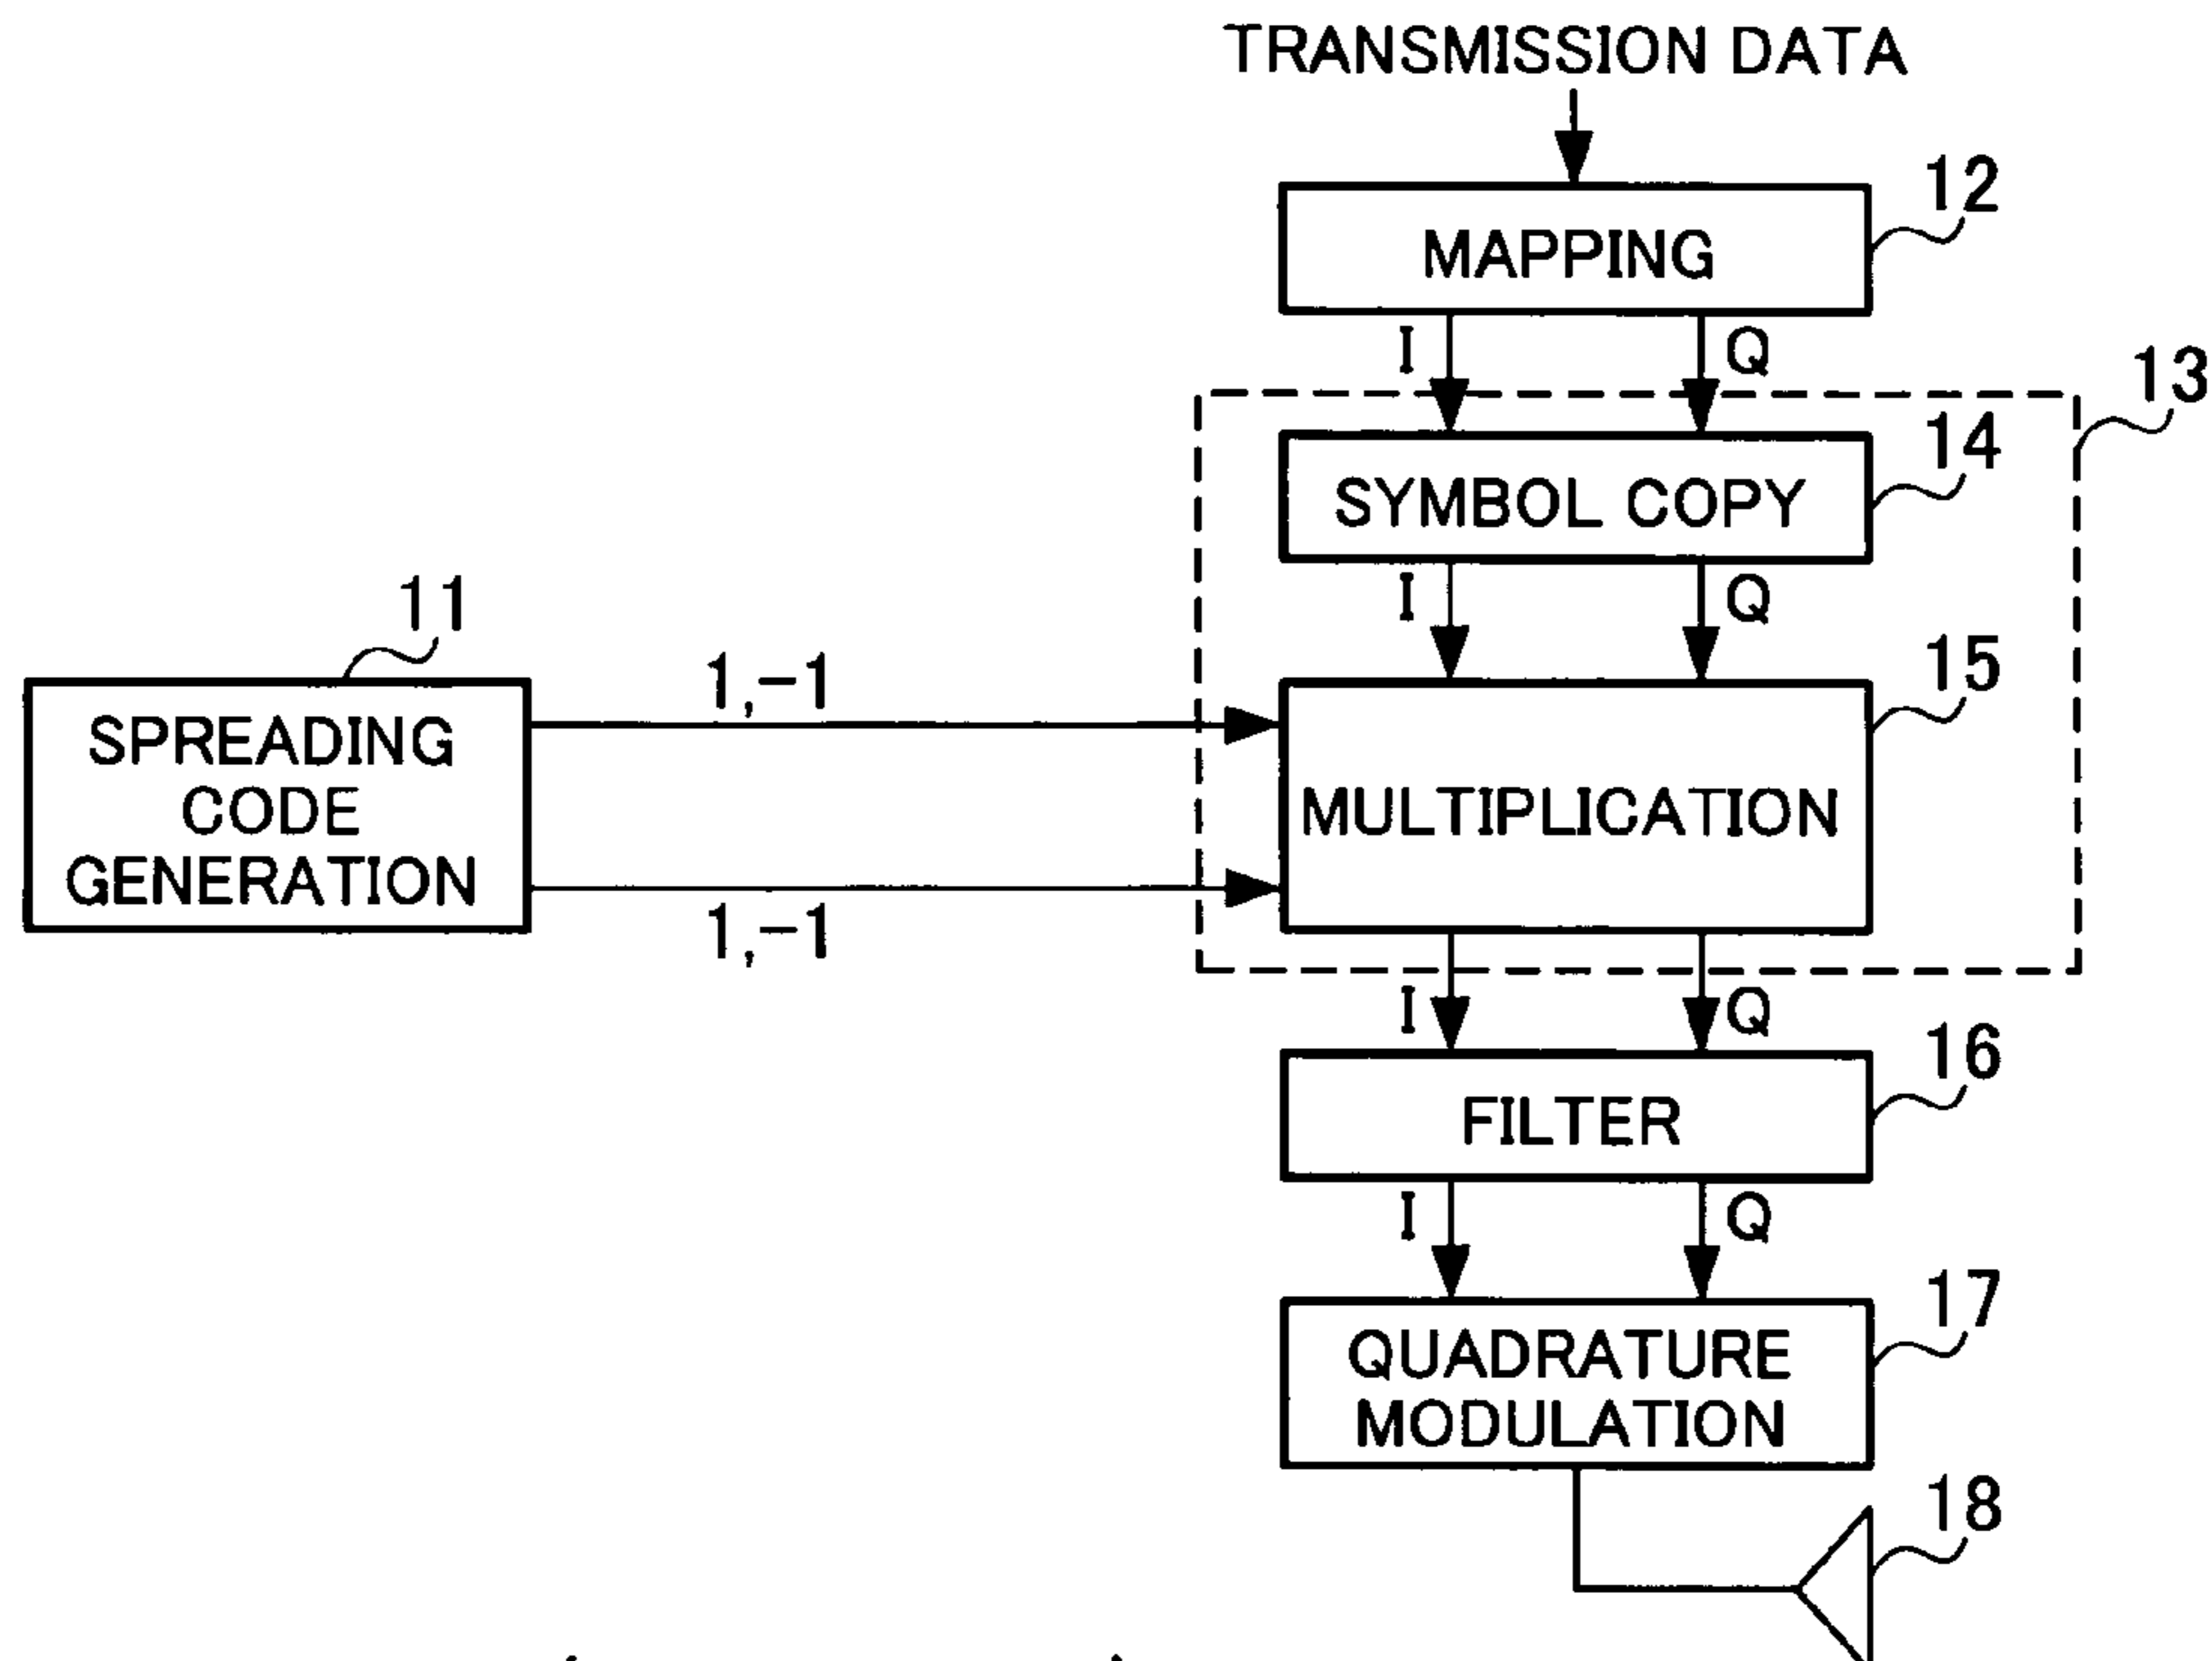 TRANSMISSION DATA
12
MAPPING
I
Q
13
14
SYMBOL COPY
I
Q
11
15
SPREADING
CODE
GENERATION
1,-1
1,-1
MULTIPLICATION
I
Q
16
FILTER
I
Q
17
QUADRATURE
MODULATION
18